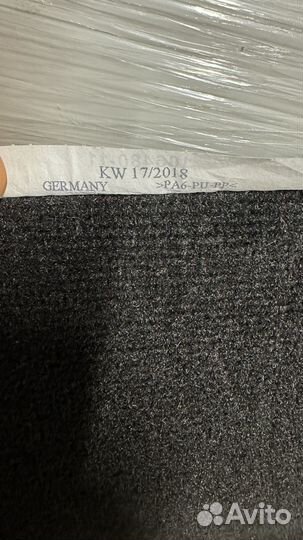 KW 17/2018
GERMANY >PA6-PU-PP<
Avito